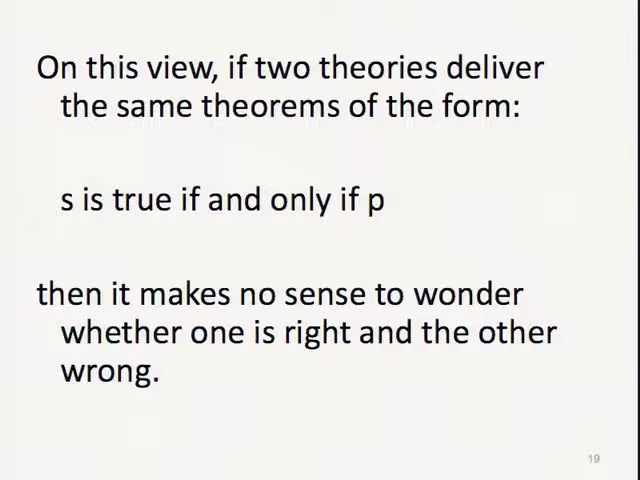 On this view, if two theories deliver
the same theorems of the form:
s is true if and only if p
then it makes no sense to wonder
whether one is right and the other
wrong.
19